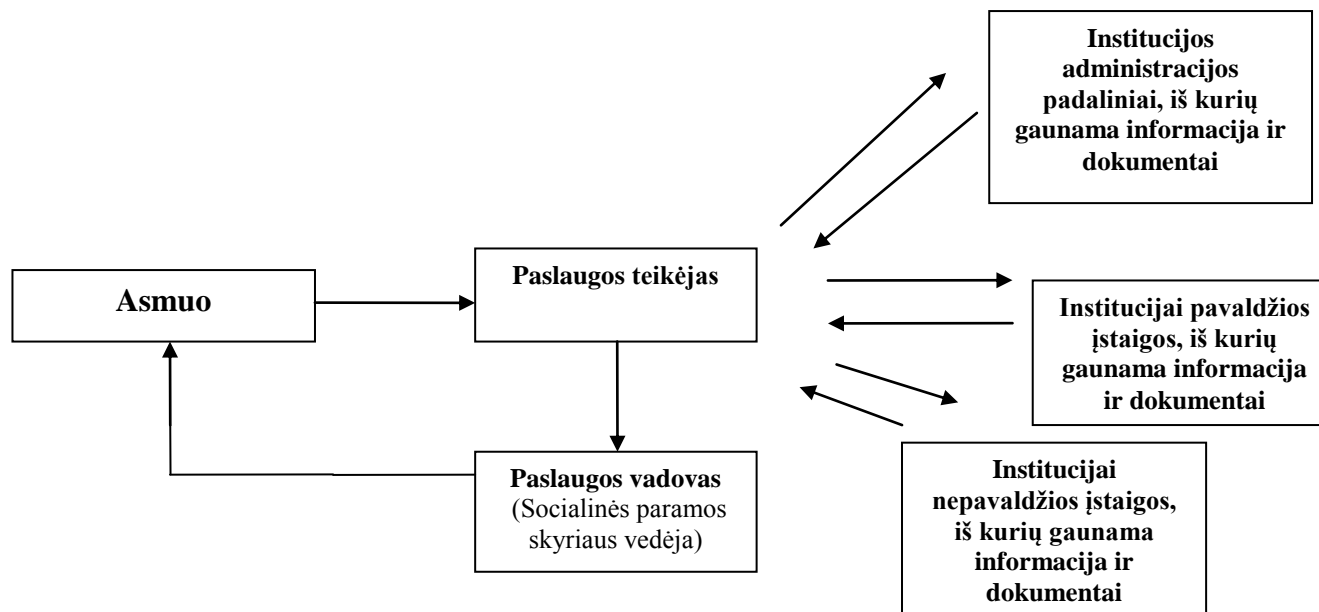 Institucijos
administracijos
padaliniai, iš kurių
gaunama informacija ir
dokumentai
Asmuo
Paslaugos teikėjas
Institucijai pavaldžios
įstaigos, iš kurių
gaunama informacija
ir dokumentai
Paslaugos vadovas
(Socialinės paramos
skyriaus vedėja)
Institucijai
nepavaldžios įstaigos,
iš kurių gaunama
informacija ir
dokumentai